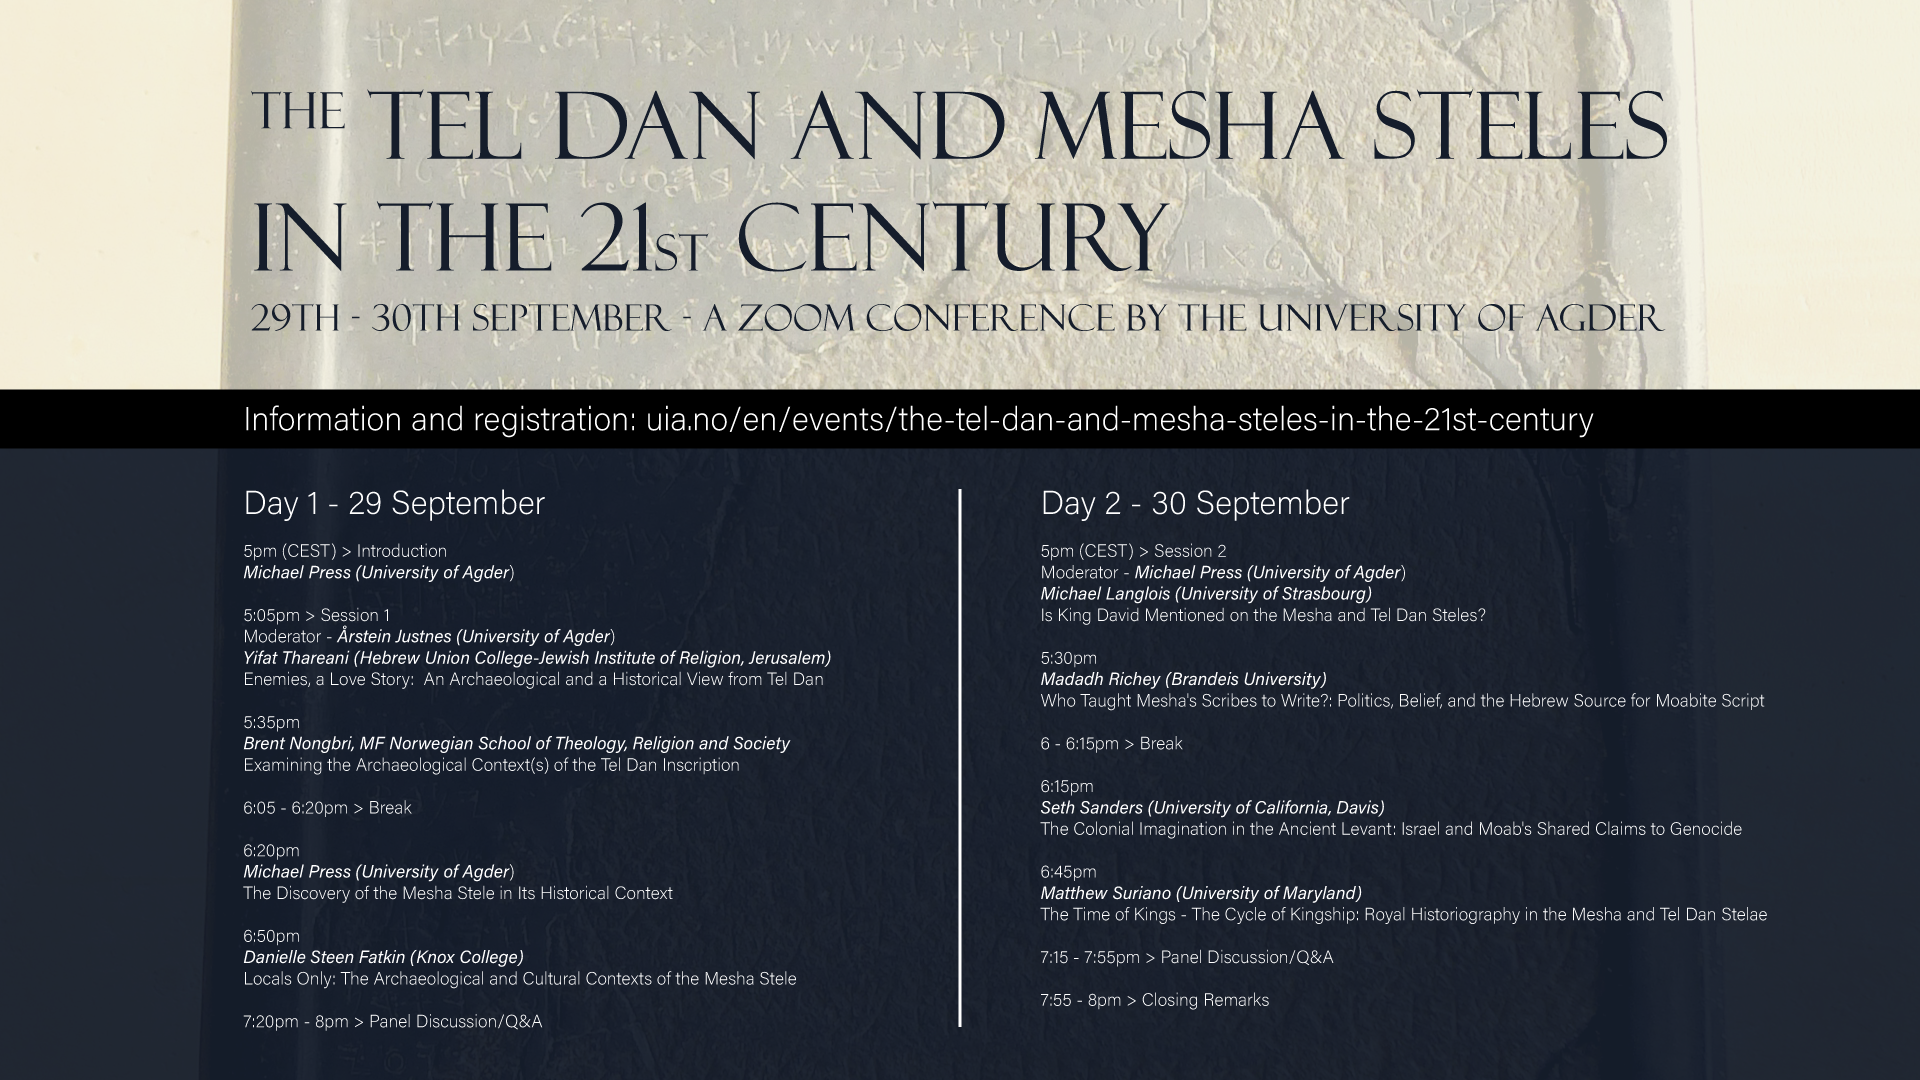 THE TEL DAN AND MESHA STELES
IN THE 21ST CENTURY
29TH - 30TH SEPTEMBER - A ZOOM CONFERENCE BY THE UNIVERSITY OF AGDER
Information and registration: uia.no/en/events/the-tel-dan-and-mesha-steles-in-the-21st-century
Day 1 - 29 September
5pm (CEST) > Introduction
Michael Press (University of Agder)
5:05pm > Session 1
Moderator - Årstein Justnes (University of Agder)
Yifat Thareani (Hebrew Union College-Jewish Institute of Religion, Jerusalem)
Enemies, a Love Story:  An Archaeological and a Historical View from Tel Dan
5:35pm
Brent Nongbri, MF Norwegian School of Theology, Religion and Society
Examining the Archaeological Context(s) of the Tel Dan Inscription
6:05 - 6:20pm > Break
6:20pm
Michael Press (University of Agder)
The Discovery of the Mesha Stele in Its Historical Context
6:50pm
Danielle Steen Fatkin (Knox College)
Locals Only: The Archaeological and Cultural Contexts of the Mesha Stele
7:20pm - 8pm > Panel Discussion/Q&A
Day 2 - 30 September
5pm (CEST) > Session 2
Moderator - Michael Press (University of Agder)
Michael Langlois (University of Strasbourg)
Is King David Mentioned on the Mesha and Tel Dan Steles?
5:30pm
Madadh Richey (Brandeis University)
Who Taught Mesha's Scribes to Write?: Politics, Belief, and the Hebrew Source for Moabite Script
6 - 6:15pm > Break
6:15pm
Seth Sanders (University of California, Davis)
The Colonial Imagination in the Ancient Levant: Israel and Moab's Shared Claims to Genocide
6:45pm
Matthew Suriano (University of Maryland)
The Time of Kings - The Cycle of Kingship: Royal Historiography in the Mesha and Tel Dan Stelae
7:15 - 7:55pm > Panel Discussion/Q&A
7:55 - 8pm > Closing Remarks